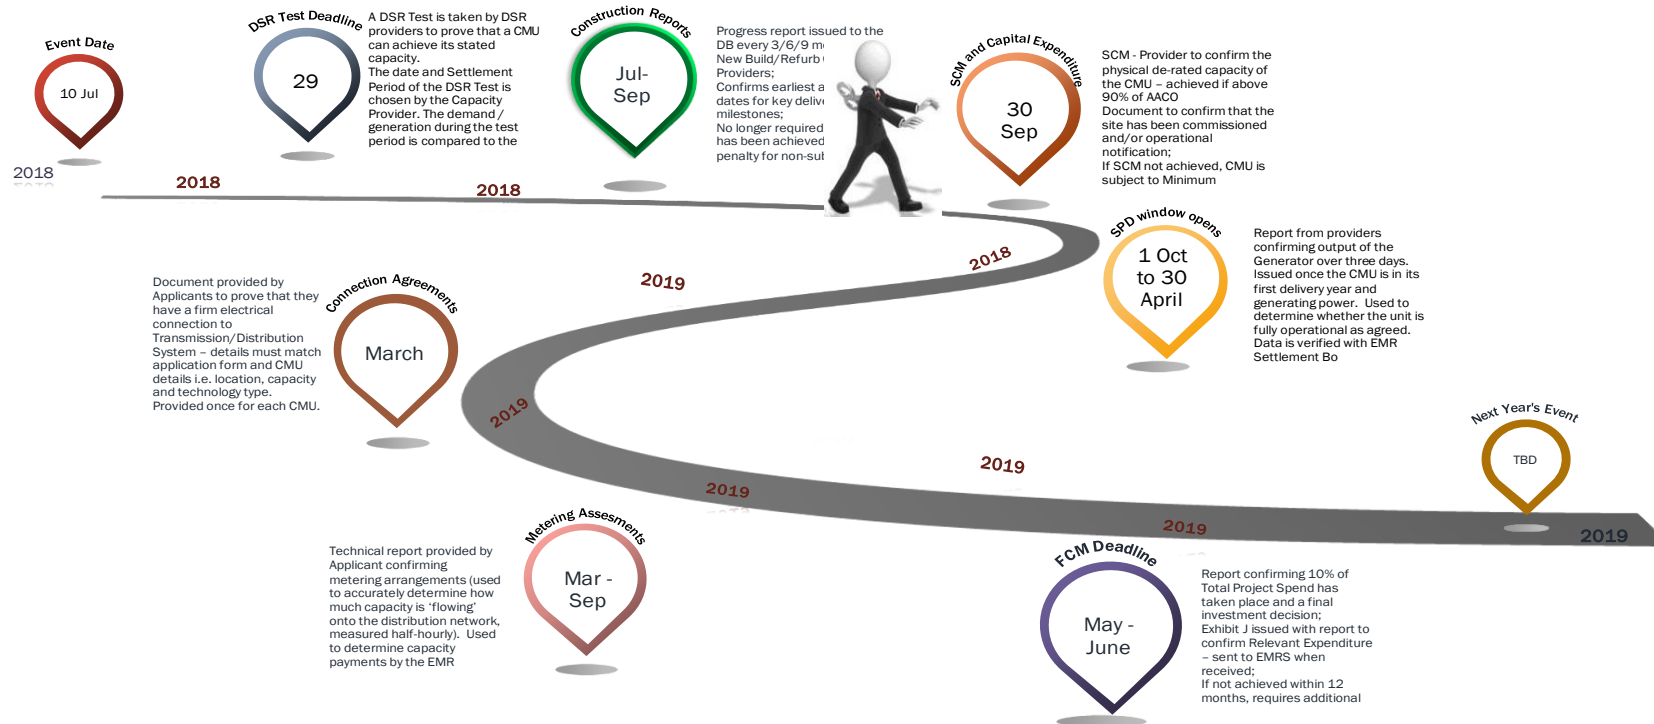 Event Date
10 Jul
2018
DSR Test Deadline
29
A DSR Test is taken by DSR
providers to prove that a CMU
can achieve its stated
capacity.
The date and Settlement
Period of the DSR Test is
chosen by the Capacity
Provider. The demand /
generation during the test
period is compared to the
2018
Construction Reports
Jul-
Sep
Progress report issued to the
DB every 3/6/9
New Build/Refurb
Providers;
Confirms earliest
dates for key
milestones;
No longer required
has been achieved
penalty for
2018
SCM and Capital Expenditure
30
Sep
SCM - Provider to confirm the
physical de-rated capacity of
the CMU – achieved if above
90% of AACO
Document to confirm that the
site has been commissioned
and/or operational
notification;
If SCM not achieved, CMU is
subject to Minimum
2018
SPD window opens
1 Oct
to 30
April
Report from providers
confirming output of the
Generator over three days.
Issued once the CMU is in its
first delivery year and
generating power.  Used to
determine whether the unit is
fully operational as agreed.
Data is verified with EMR
Settlement Bo
2019
Connection Agreements
March
Document provided by
Applicants to prove that they
have a firm electrical
connection to
Transmission/Distribution
System – details must match
application form and CMU
details i.e. location, capacity
and technology type.
Provided once for each CMU.
2019
2019
Metering Assesments
Mar -
Sep
Technical report provided by
Applicant confirming
metering arrangements (used
to accurately determine how
much capacity is ‘flowing’
onto the distribution network,
measured half-hourly).  Used
to determine capacity
payments by the EMR
2019
2019
FCM Deadline
May -
June
Report confirming 10% of
Total Project Spend has
taken place and a final
investment decision;
Exhibit J issued with report to
confirm Relevant Expenditure
– sent to EMRS when
received;
If not achieved within 12
months, requires additional
Next Year's Event
TBD
2019